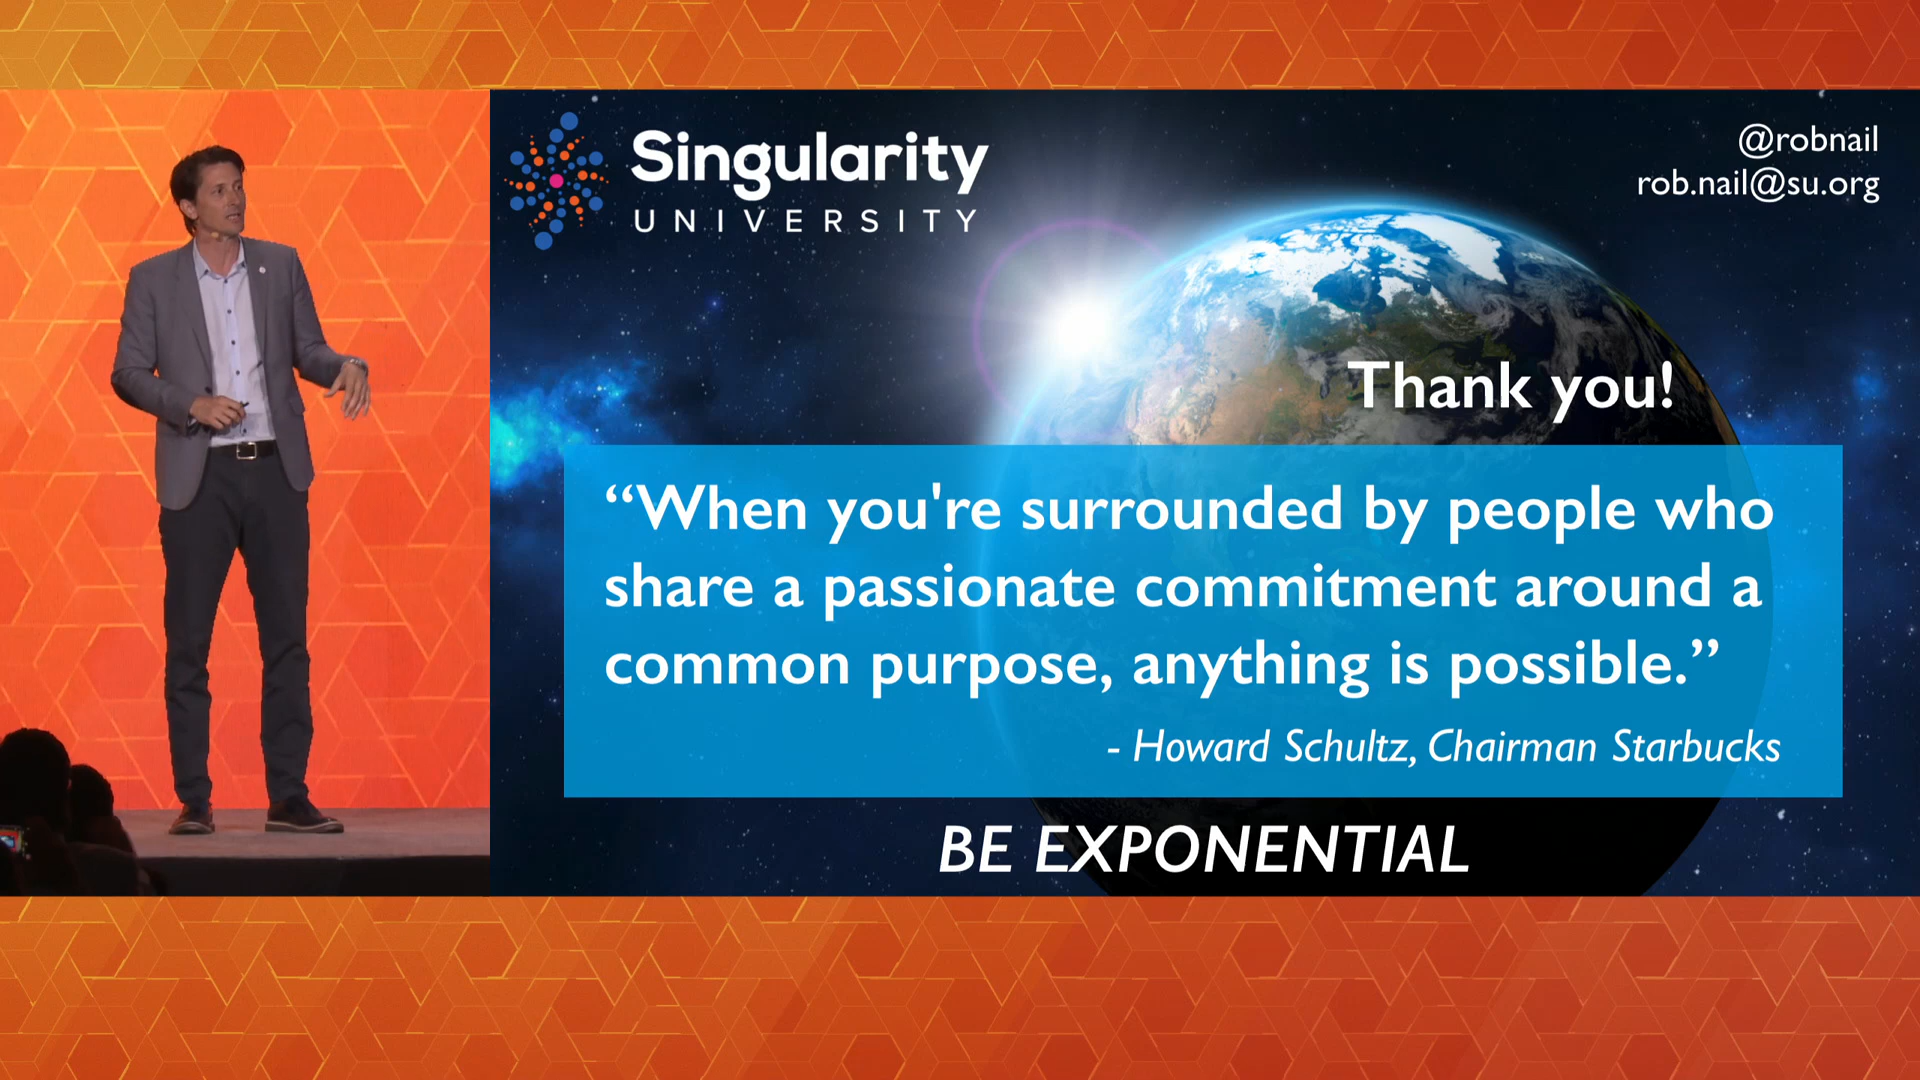 Singularity
UNIVERSITY
@robnail
rob.nail@su.org
Thank you!
“When you're surrounded by people who
share a passionate commitment around a
common purpose, anything is possible.”
- Howard Schultz, Chairman Starbucks
BE EXPONENTIAL